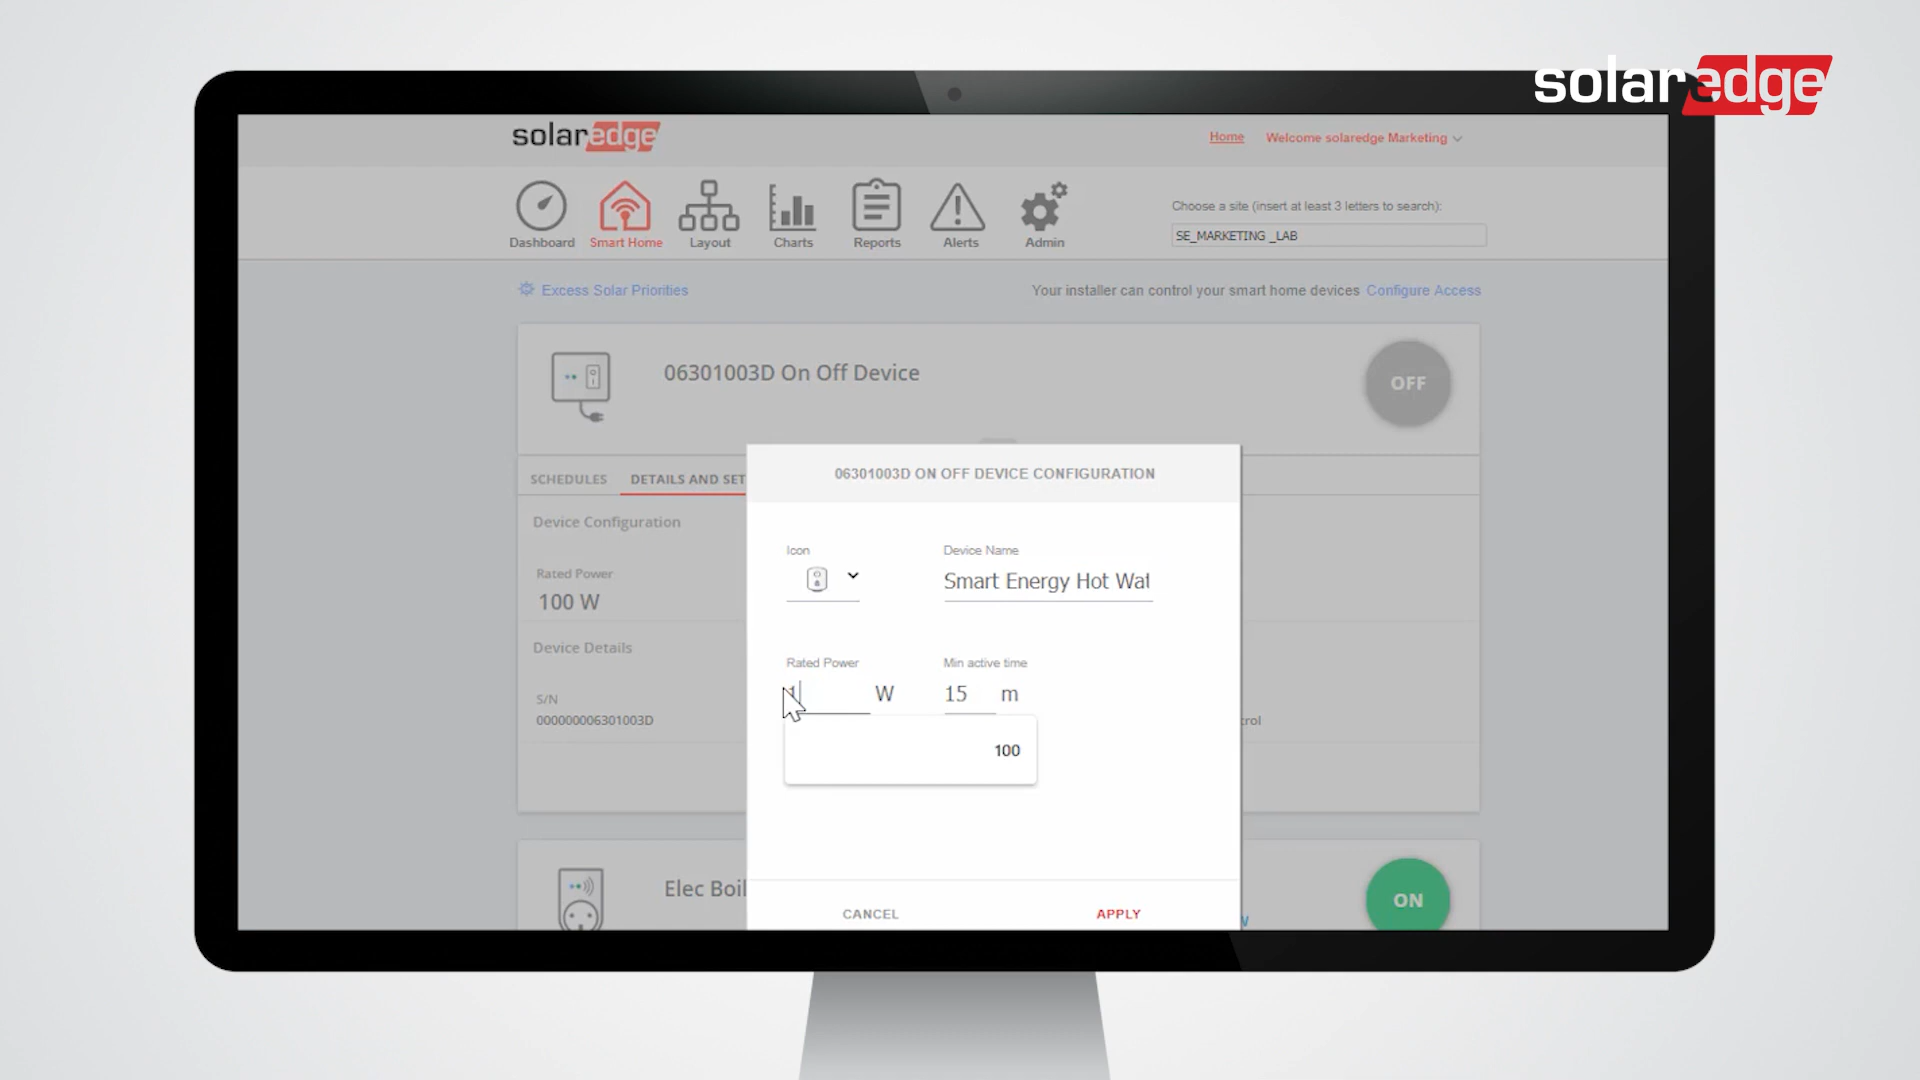 solaredge
solaredge
Home
Welcome solaredge Marketing
Dashboard
Smart Home
Layout
Charts
Reports
Alerts
Admin
Choose a site (insert at least 3 letters to search):
SE_MARKETING _LAB
Excess Solar Priorities
Your installer can control your smart home devices Configure Access
06301003D On Off Device
OFF
SCHEDULES
DETAILS AND SET
06301003D ON OFF DEVICE CONFIGURATION
Device Configuration
Rated Power
100 W
Device Details
S/N
000000006301003D
Icon
Device Name
Smart Energy Hot Wat
Rated Power
Min active time
1 W
15 m
100
trol
CANCEL
APPLY
Elec Boil
W
ON